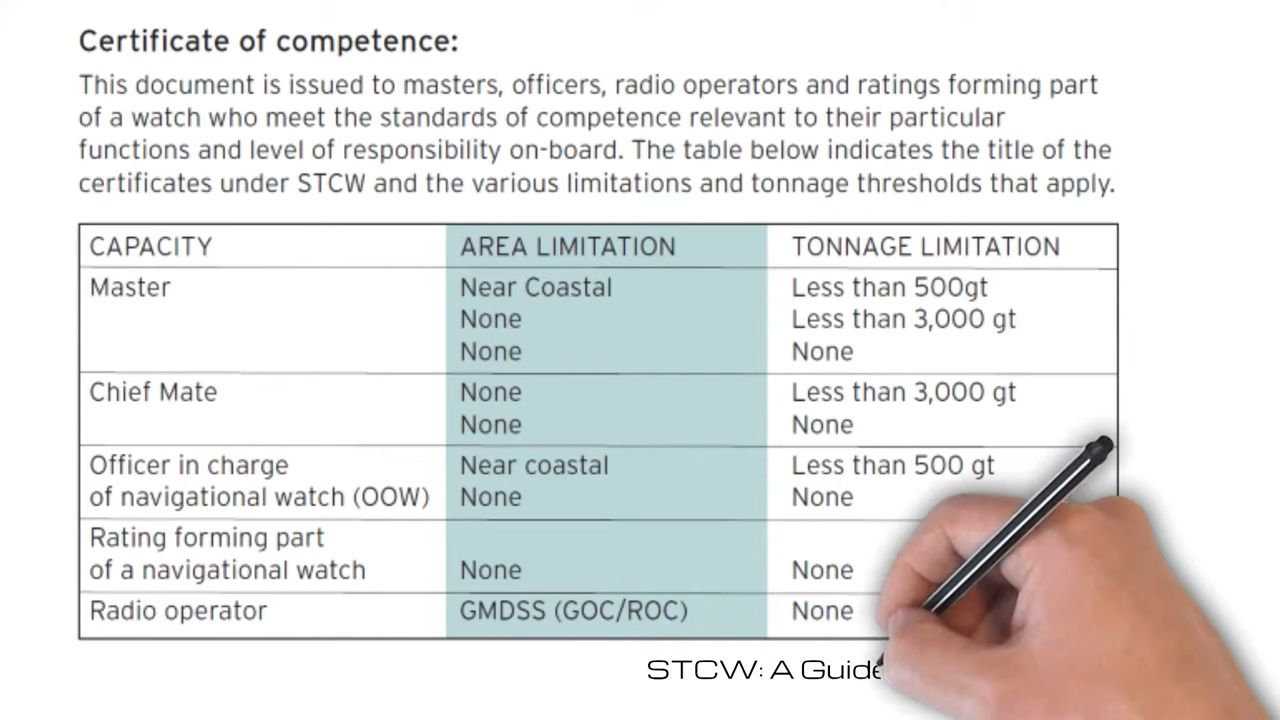 Certificate of competence:
This document is issued to masters, officers, radio operators and ratings forming part
of a watch who meet the standards of competence relevant to their particular
functions and level of responsibility on-board. The table below indicates the title of the
certificates under STCW and the various limitations and tonnage thresholds that apply.
CAPACITY AREA LIMITATION TONNAGE LIMITATION
Master Near Coastal Less than 500gt
None Less than 3,000 gt
None None
Chief Mate None Less than 3,000 gt
None None
Officer in charge Near coastal Less than 500 gt
of navigational watch (OOW) None None
Rating forming part
of a navigational watch None None
Radio operator GMDSS (GOC/ROC) None
STCW: A Guide